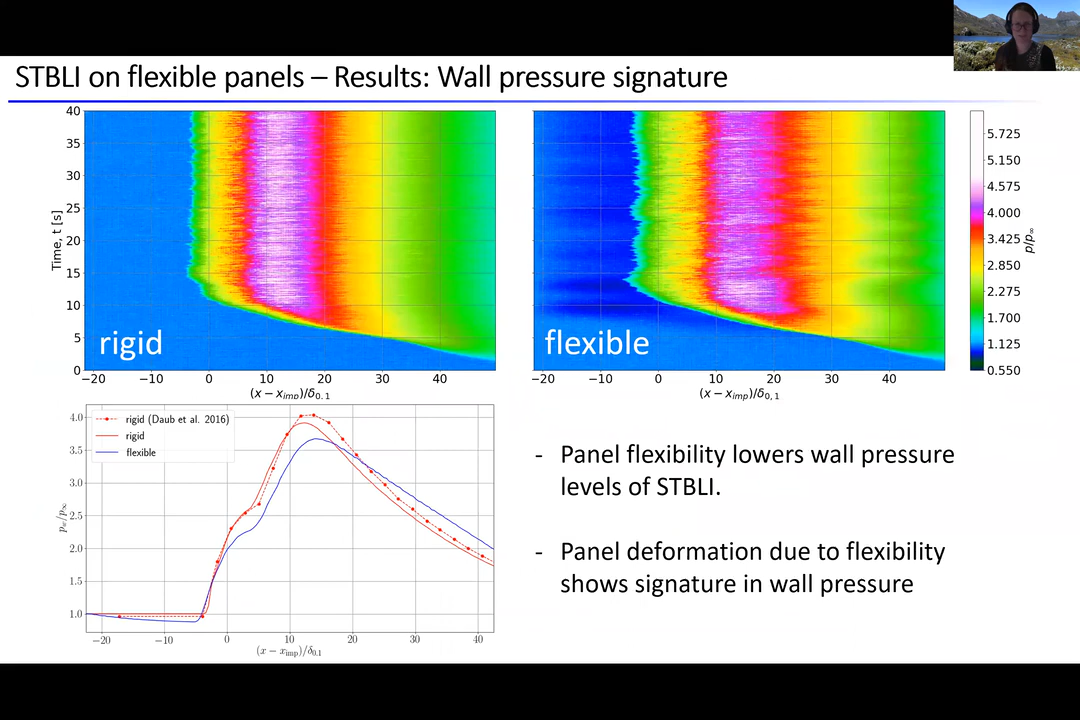 STBLI on flexible panels – Results: Wall pressure signature
40
35
30
25
20
15
10
5
0
Time, t [s]
rigid
−20 −10 0 10 20 30 40
(x − x_imp)/δ_0,1
flexible
−20 −10 0 10 20 30 40
(x − x_imp)/δ_0,1
5.725
5.150
4.575
4.000
3.425
2.850
2.275
1.700
1.125
0.550
p/p_∞
4.0
3.5
3.0
2.5
2.0
1.5
1.0
p_w/p_∞
rigid (Daub et al. 2016)
rigid
flexible
−20 −10 0 10 20 30 40
(x − x_imp)/δ_0.1
- Panel flexibility lowers wall pressure
levels of STBLI.
- Panel deformation due to flexibility
shows signature in wall pressure